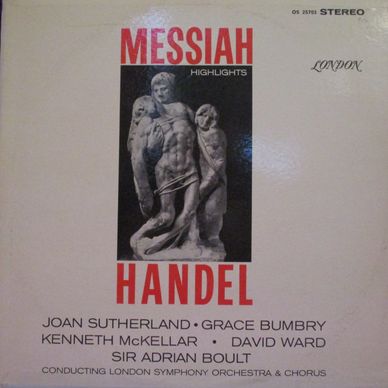 OS 25703 STEREO
MESSIAH
HIGHLIGHTS
LONDON
HANDEL
JOAN SUTHERLAND • GRACE BUMBRY
KENNETH McKELLAR • DAVID WARD
SIR ADRIAN BOULT
CONDUCTING LONDON SYMPHONY ORCHESTRA & CHORUS